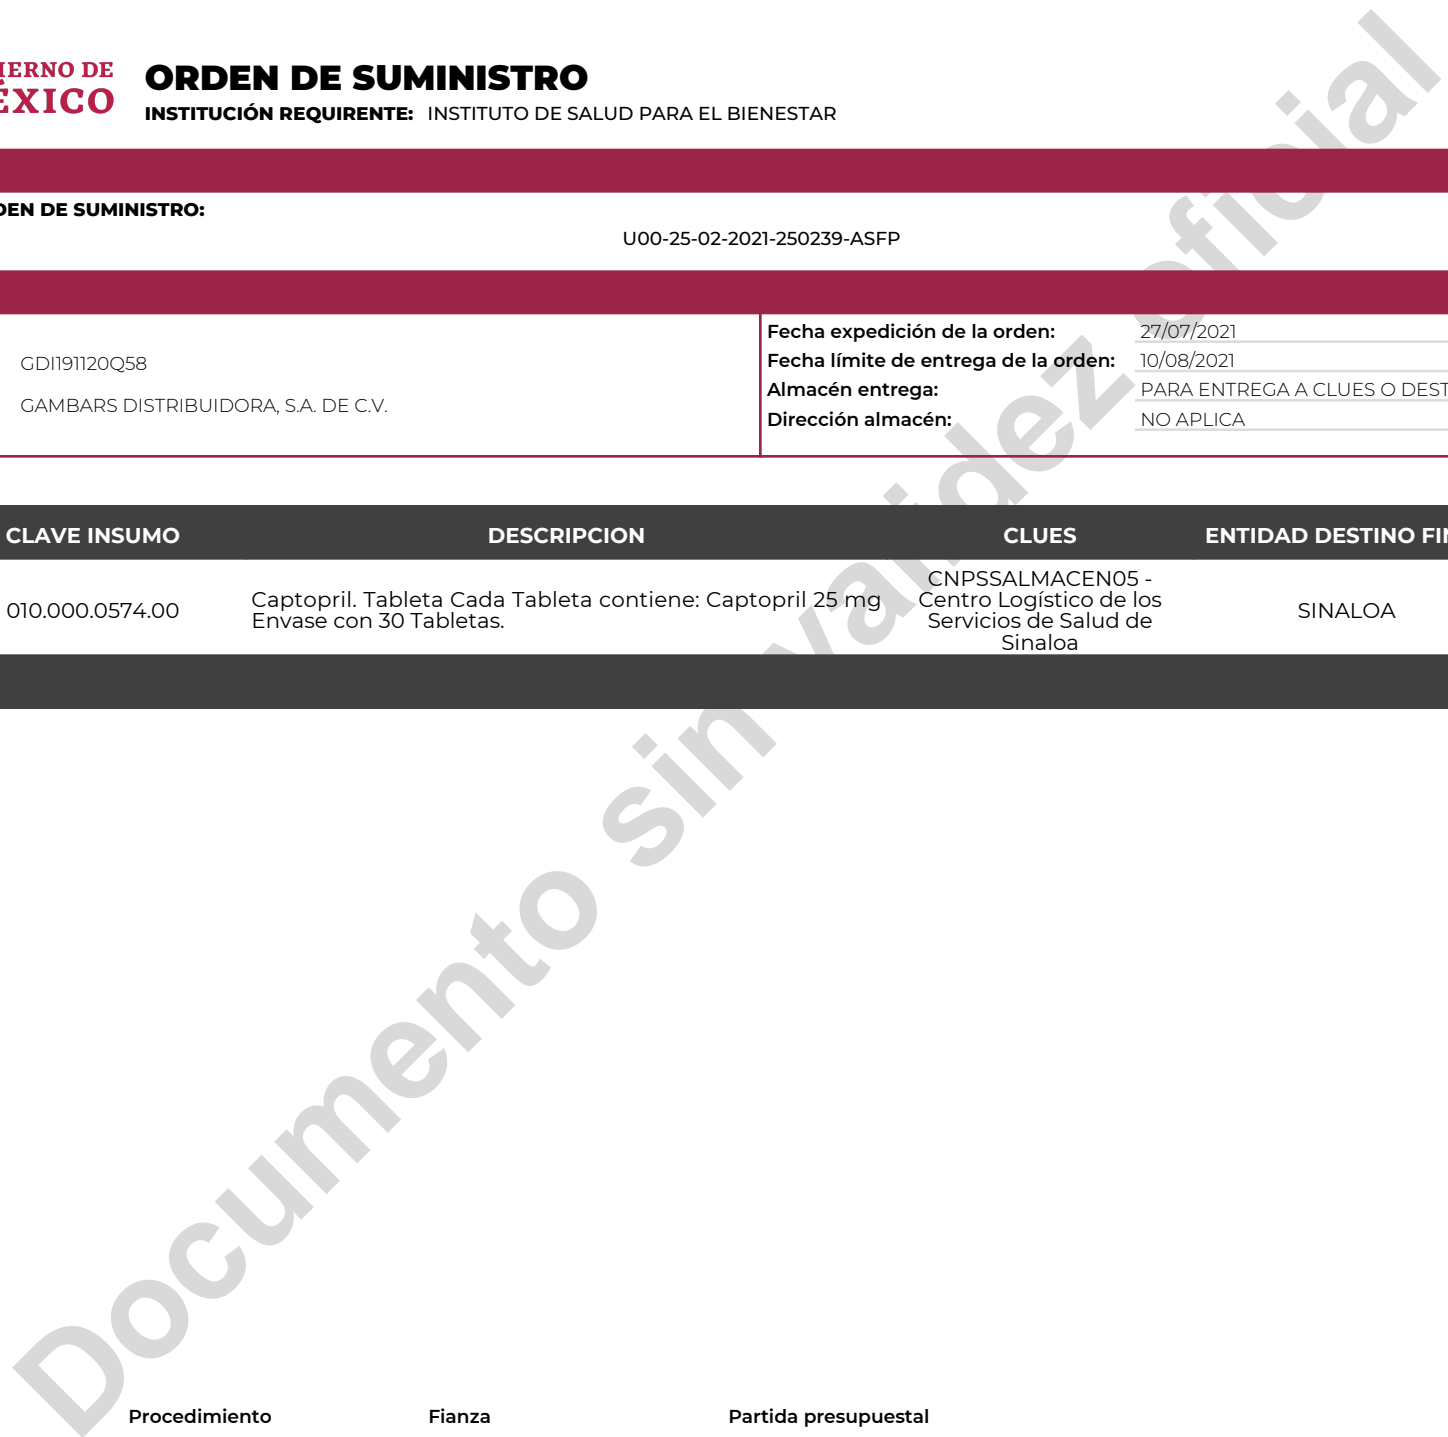 IERNO DE
ÉXICO
ORDEN DE SUMINISTRO
INSTITUCIÓN REQUIRENTE: INSTITUTO DE SALUD PARA EL BIENESTAR
DEN DE SUMINISTRO:
U00-25-02-2021-250239-ASFP
GDI191120Q58
GAMBARS DISTRIBUIDORA, S.A. DE C.V.
Fecha expedición de la orden: 27/07/2021
Fecha límite de entrega de la orden: 10/08/2021
Almacén entrega: PARA ENTREGA A CLUES O DEST
Dirección almacén: NO APLICA
CLAVE INSUMO DESCRIPCION CLUES ENTIDAD DESTINO FIN
010.000.0574.00
Captopril. Tableta Cada Tableta contiene: Captopril 25 mg
Envase con 30 Tabletas.
CNPSSALMACEN05 -
Centro Logístico de los
Servicios de Salud de
Sinaloa
SINALOA
Documento sin validez oficial
Procedimiento Fianza Partida presupuestal